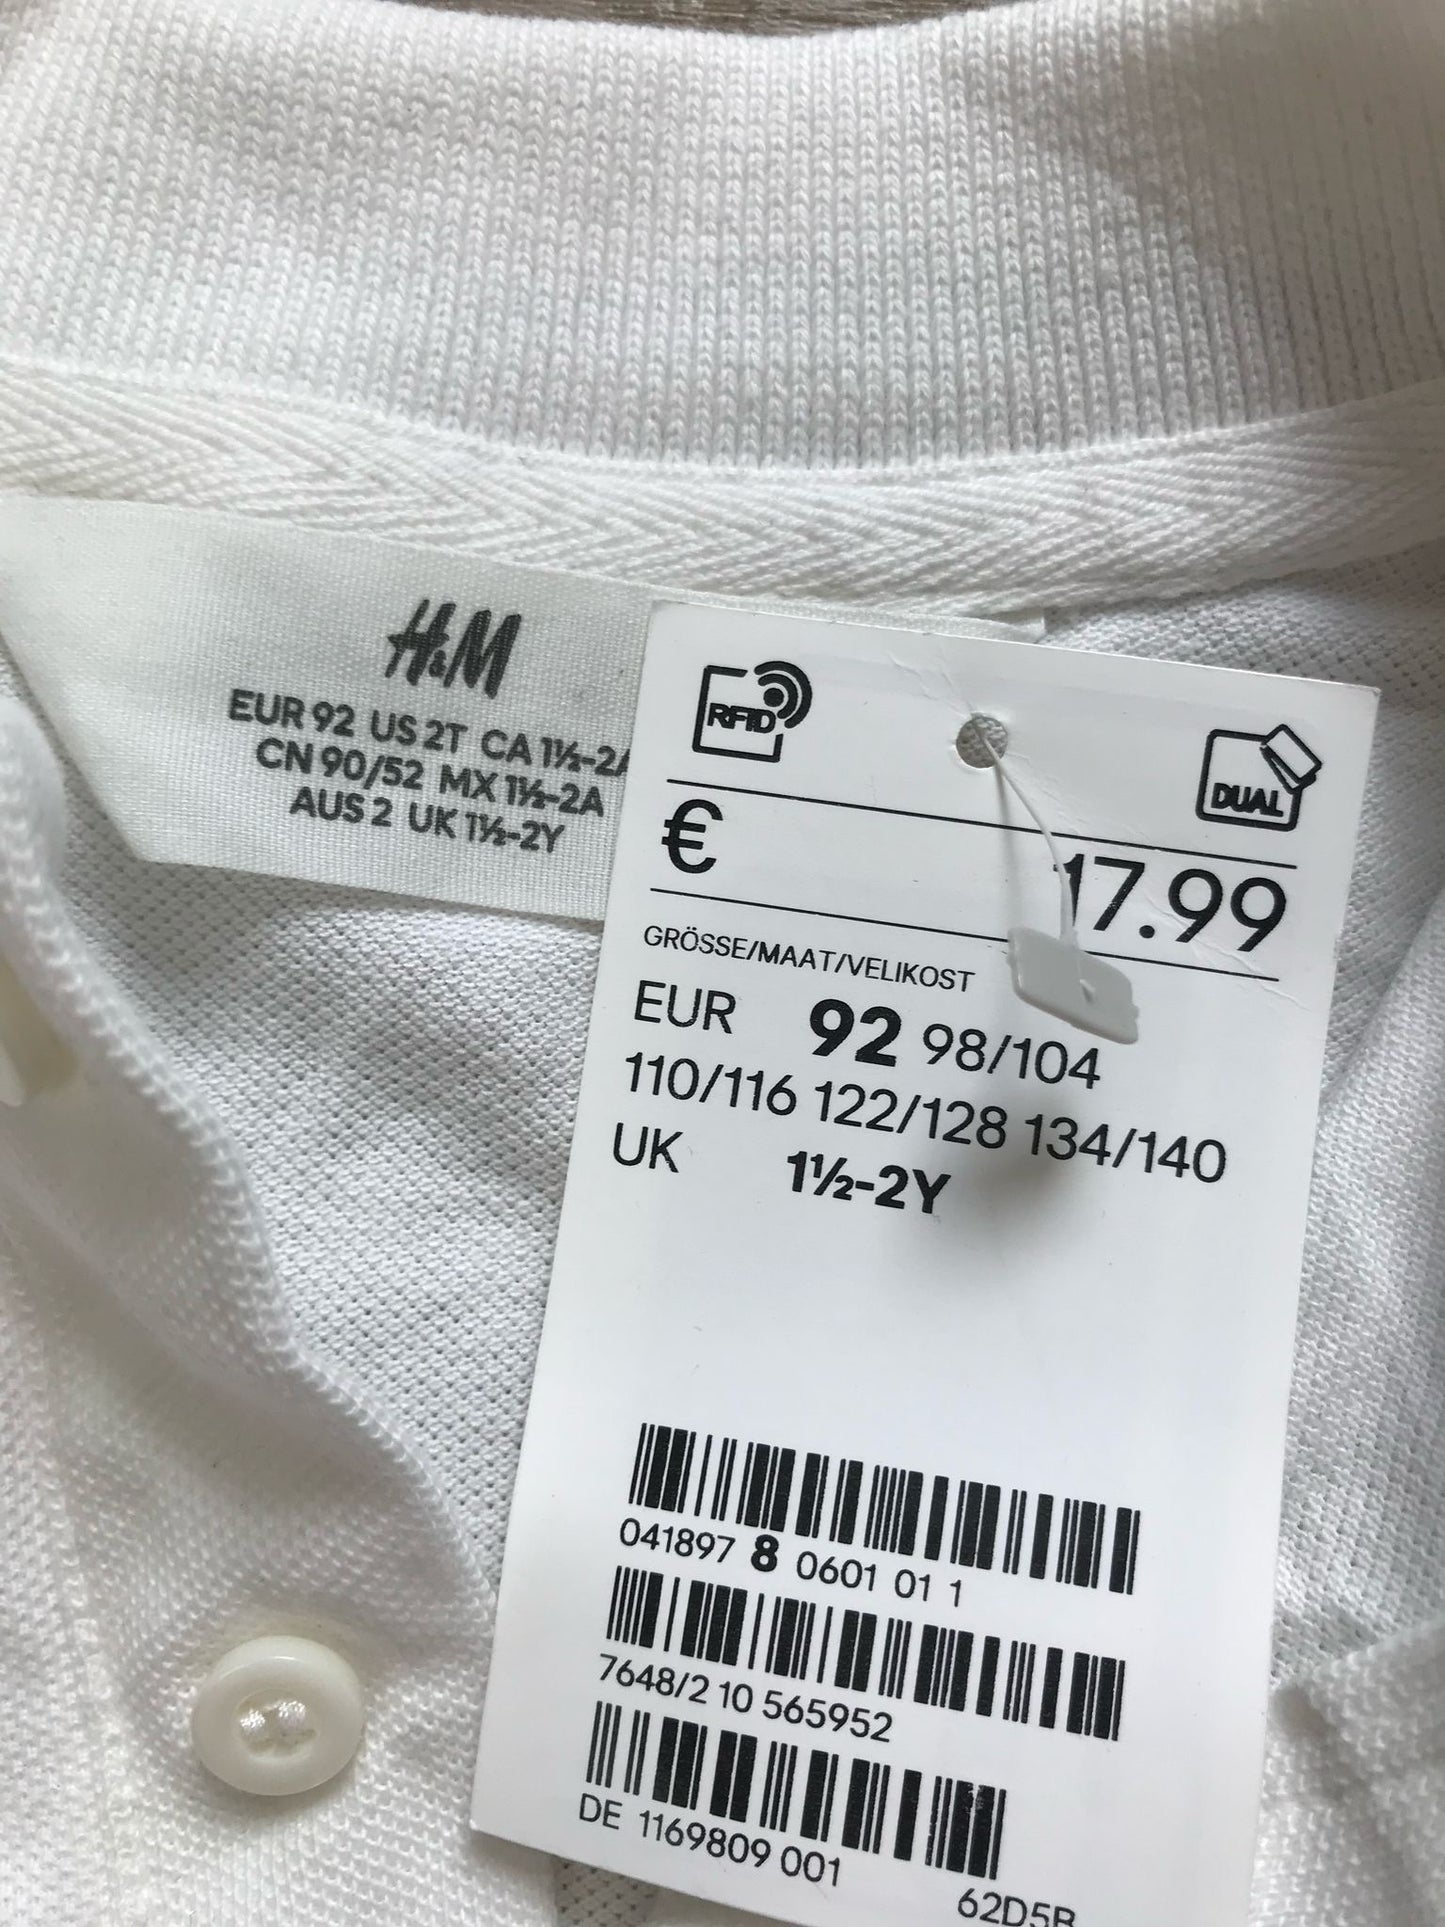 H&M
EUR 92 US 2T CA 1½-2A
CN 90/52 MX 1½-2A
AUS 2 UK 1½-2Y
RFID
DUAL
€ 17.99
GRÖSSE/MAAT/VELIKOST
EUR 92 98/104
110/116 122/128 134/140
UK 1½-2Y
041897 8 0601 01 1
7648/2 10 565952
DE 1169809 001
62D5B